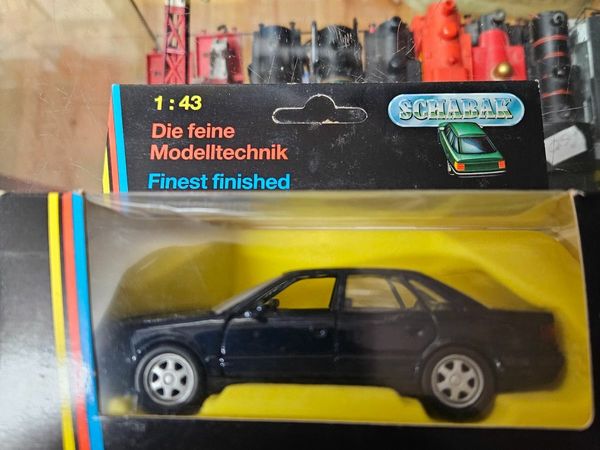 1:43
SCHABAK
Die feine
Modelltechnik
Finest finished